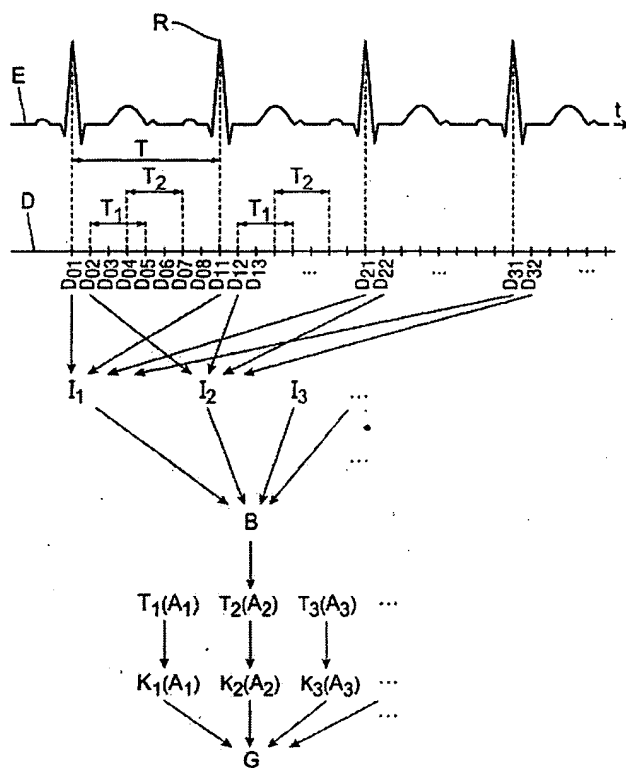 R
E
t
T
T2
T2
D
T1
T1
D01 D02 D03 D04 D05 D06 D07 D08 D11 D12 D13 ... D21 D22 ... D31 D32 ...
I1 I2 I3 ...
...
B
T1(A1) T2(A2) T3(A3) ...
K1(A1) K2(A2) K3(A3) ...
...
G